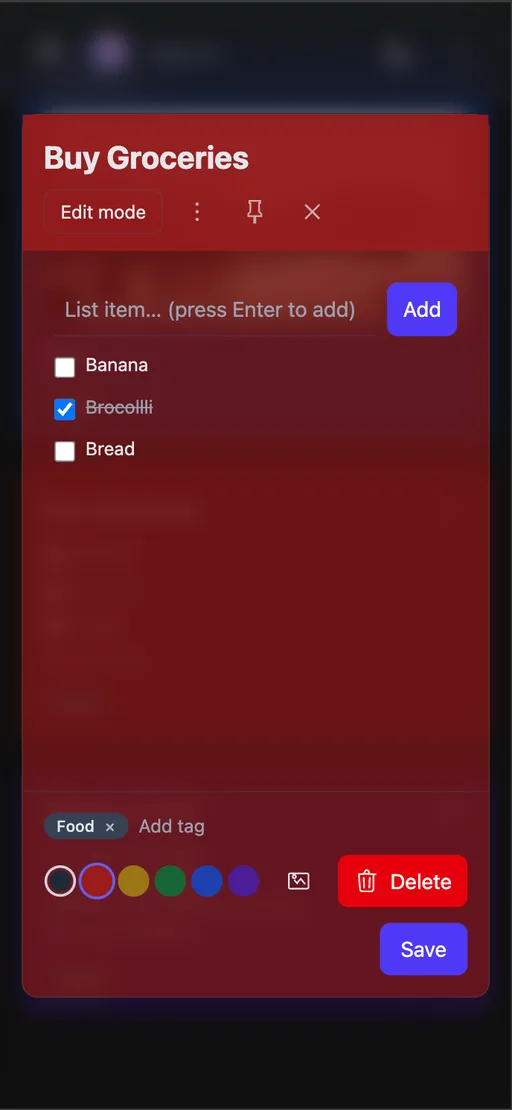 Buy Groceries
Edit mode
List item... (press Enter to add)
Add
Banana
Brocollli
Bread
Food ×
Add tag
Delete
Save